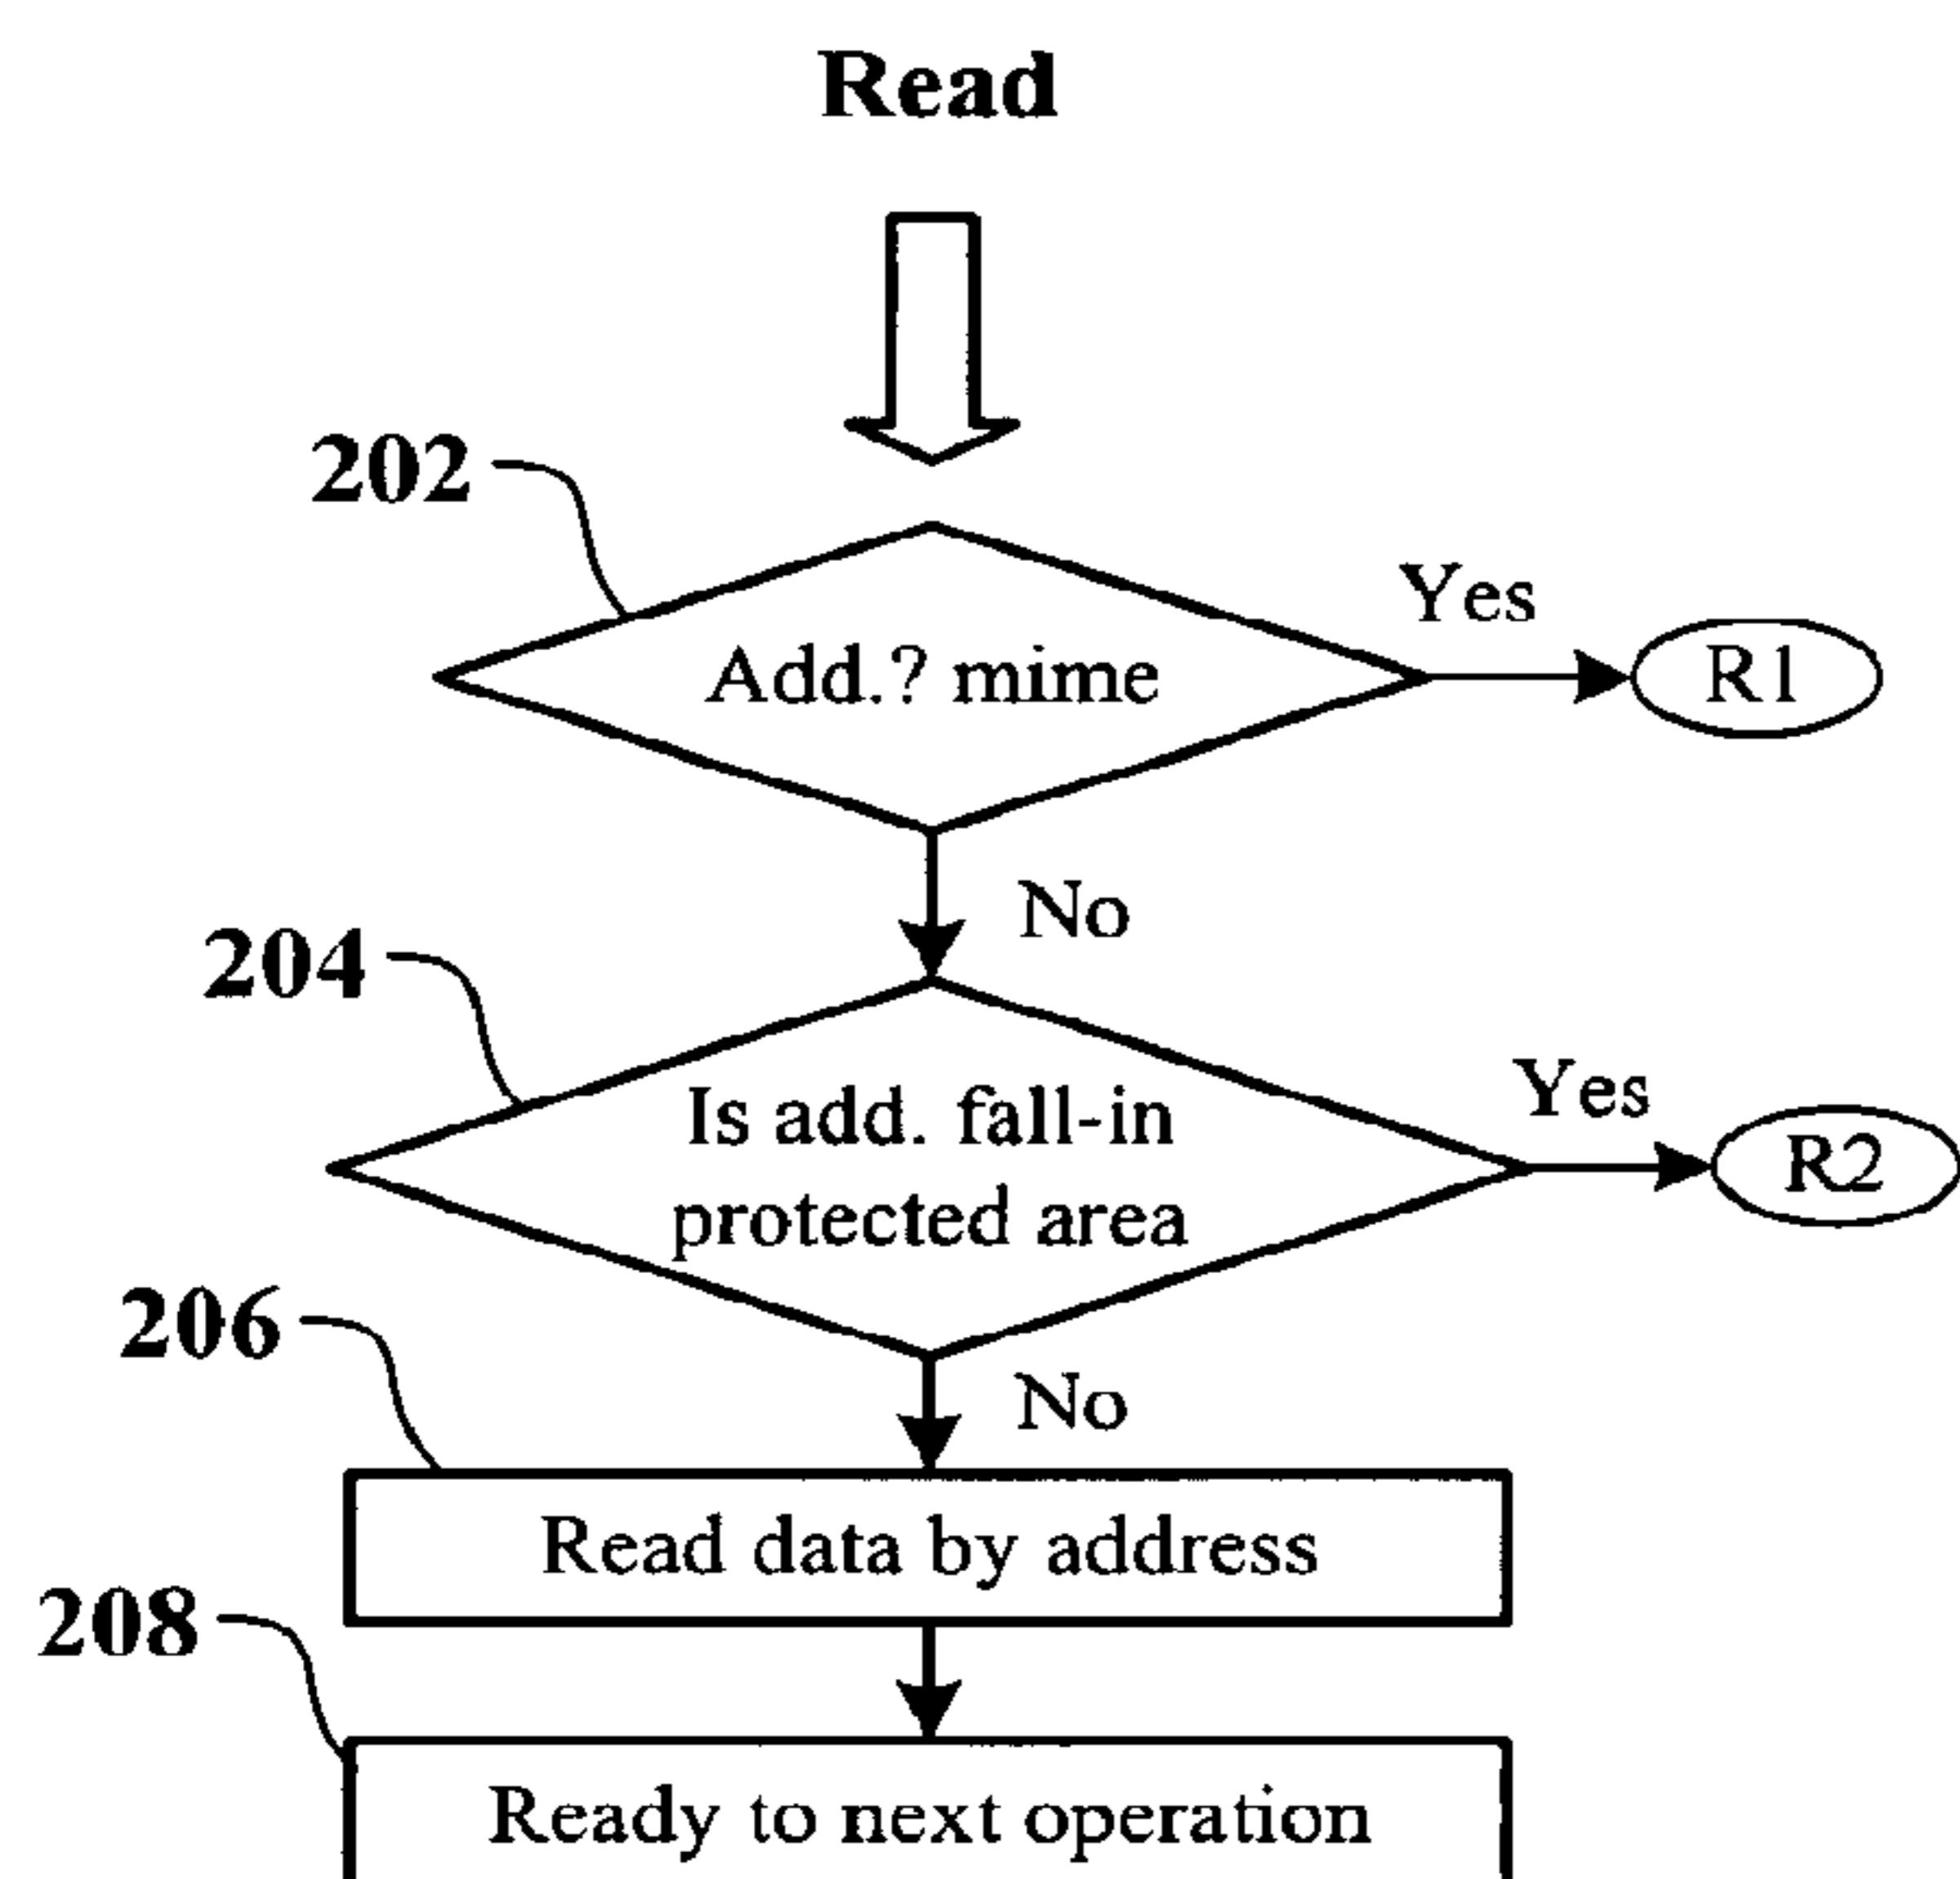 Read
202
Yes
Add.? mime
R1
No
204
Yes
Is add. fall-in
protected area
R2
206
No
Read data by address
208
Ready to next operation